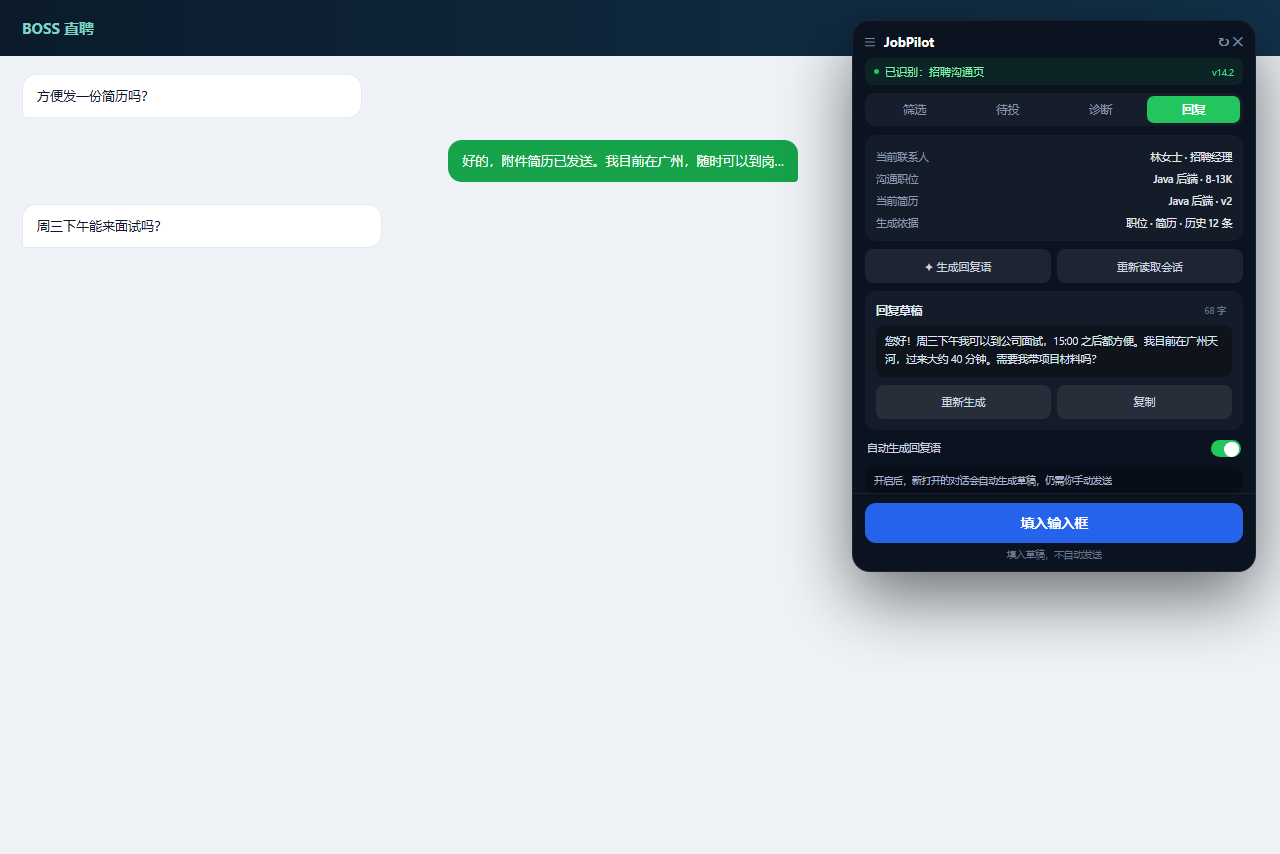 BOSS 直聘
方便发一份简历吗？
好的，附件简历已发送。我目前在广州，随时可以到岗...
周三下午能来面试吗？
JobPilot
已识别：招聘沟通页 v14.2
筛选 待投 诊断 回复
当前联系人 林女士 · 招聘经理
沟通职位 Java 后端 · 8-13K
当前简历 Java 后端 · v2
生成依据 职位 · 简历 · 历史 12 条
✦ 生成回复语 重新读取会话
回复草稿 68 字
您好！周三下午我可以到公司面试，15:00 之后都方便。我目前在广州天
河，过来大约 40 分钟。需要我带项目材料吗？
重新生成 复制
自动生成回复语
开启后，新打开的对话会自动生成草稿，仍需你手动发送
填入输入框
填入草稿，不自动发送